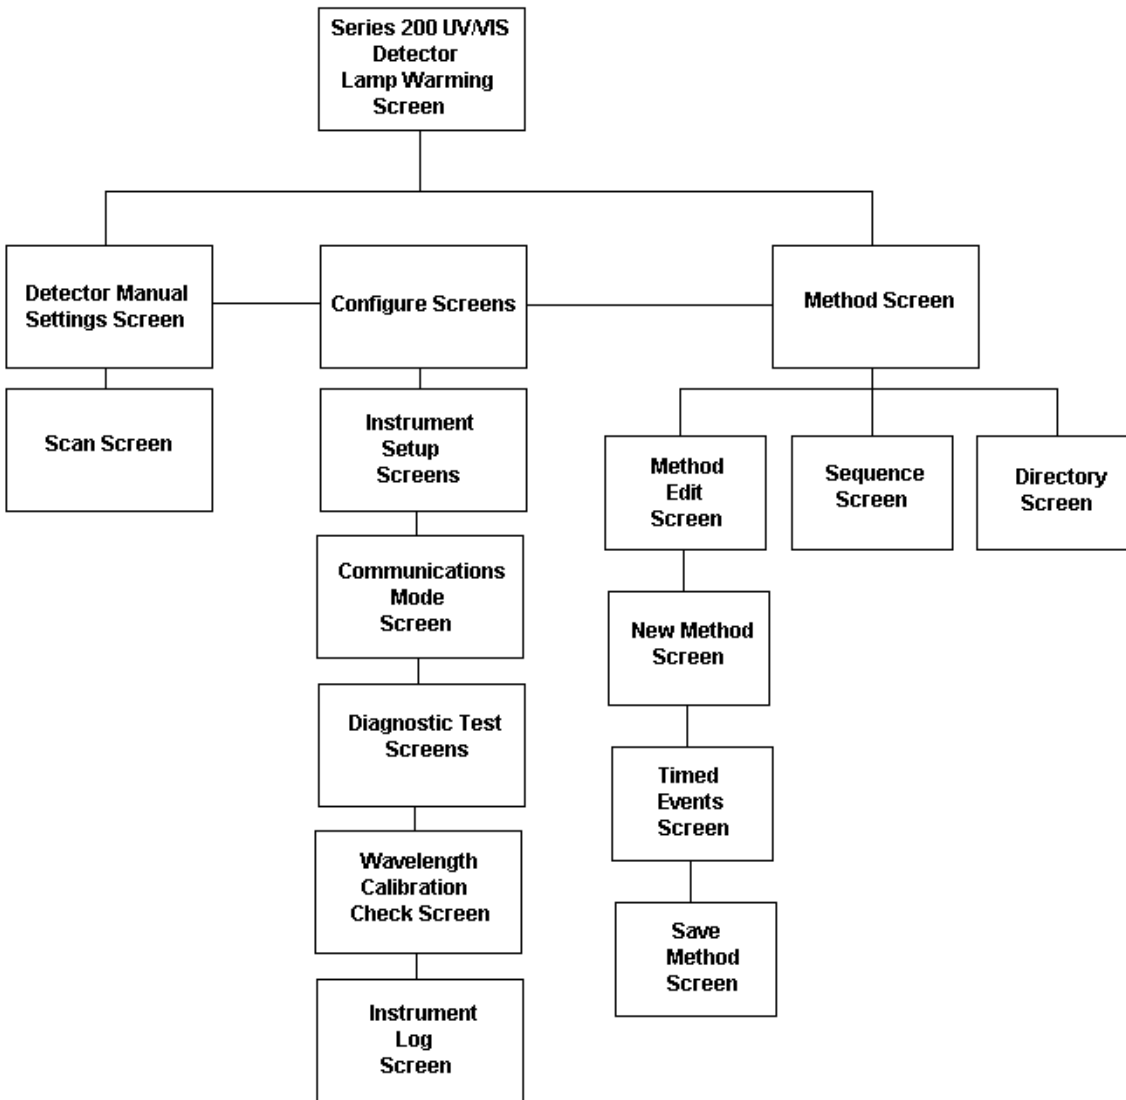 Series 200 UV/VIS
Detector
Lamp Warming
Screen
Detector Manual
Settings Screen
Configure Screens
Method Screen
Scan Screen
Instrument
Setup
Screens
Method
Edit
Screen
Sequence
Screen
Directory
Screen
Communications
Mode
Screen
New Method
Screen
Diagnostic Test
Screens
Timed
Events
Screen
Wavelength
Calibration
Check Screen
Save
Method
Screen
Instrument
Log
Screen